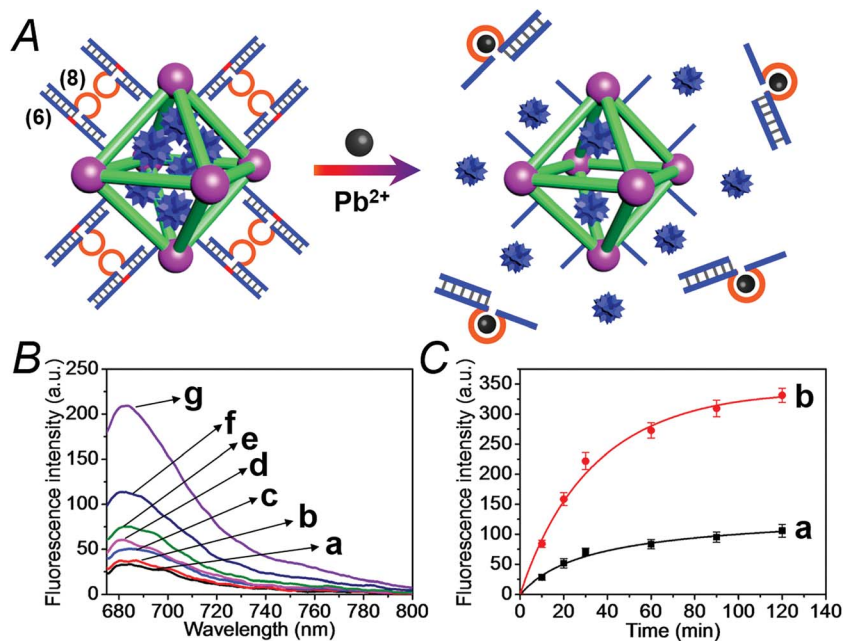 A
(8)
(6)
Pb²⁺
B
Fluorescence intensity (a.u.)
250
200
150
100
50
0
g
f
e
d
c
b
a
680 700 720 740 760 780 800
Wavelength (nm)
C
Fluorescence intensity (a.u.)
350
300
250
200
150
100
50
0
b
a
0 20 40 60 80 100 120 140
Time (min)